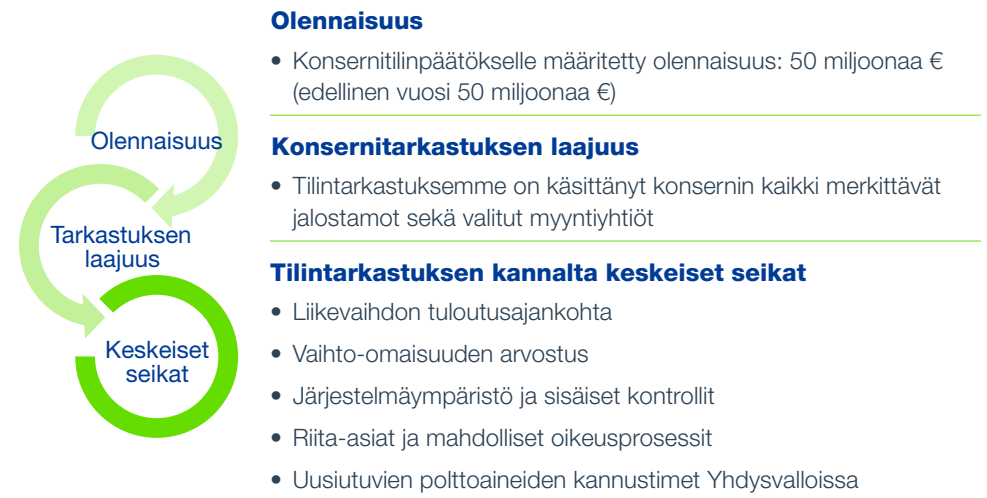 Olennaisuus
Tarkastuksen
laajuus
Keskeiset
seikat
Olennaisuus
• Konsernitilinpäätökselle määritetty olennaisuus: 50 miljoonaa €
(edellinen vuosi 50 miljoonaa €)
Konsernitarkastuksen laajuus
• Tilintarkastuksemme on käsittänyt konsernin kaikki merkittävät
jalostamot sekä valitut myyntiyhtiöt
Tilintarkastuksen kannalta keskeiset seikat
• Liikevaihdon tuloutusajankohta
• Vaihto-omaisuuden arvostus
• Järjestelmäympäristö ja sisäiset kontrollit
• Riita-asiat ja mahdolliset oikeusprosessit
• Uusiutuvien polttoaineiden kannustimet Yhdysvalloissa